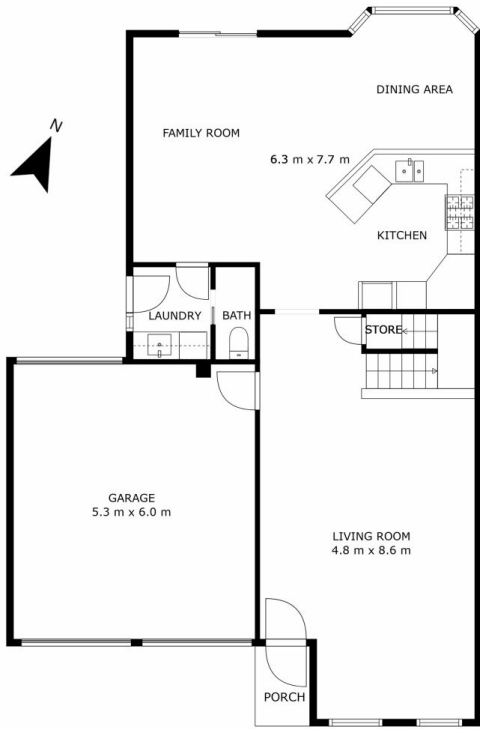 N
DINING AREA
FAMILY ROOM
6.3 m x 7.7 m
KITCHEN
LAUNDRY
BATH
STORE
GARAGE
5.3 m x 6.0 m
LIVING ROOM
4.8 m x 8.6 m
PORCH